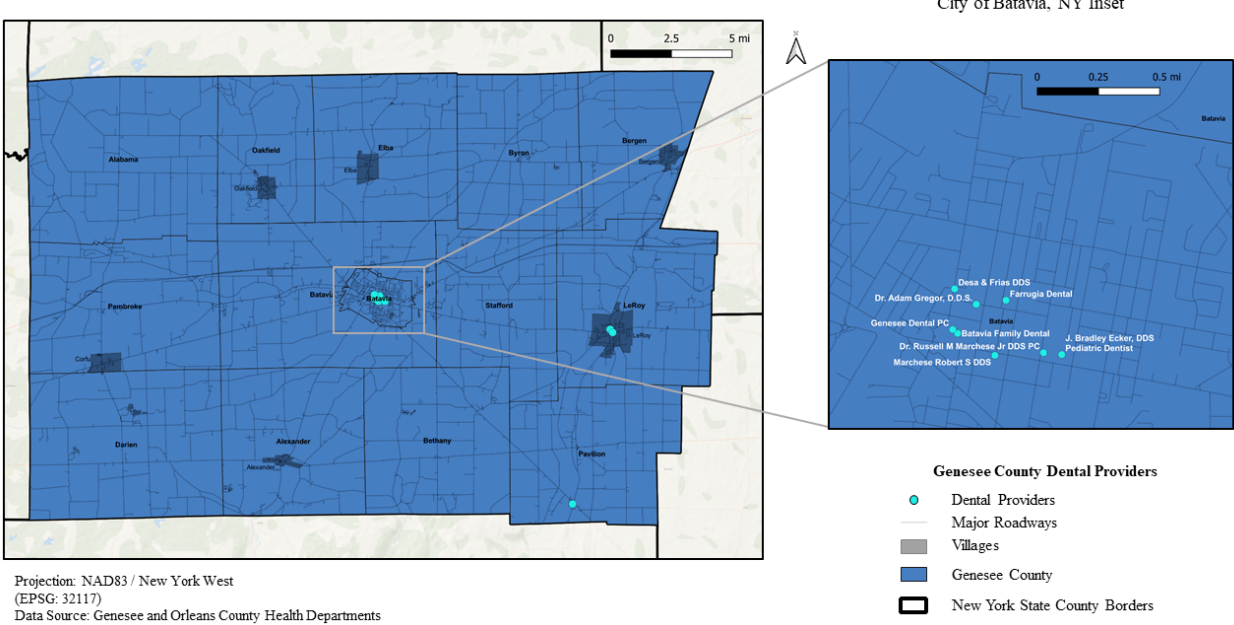 City of Batavia, NY Inset
0 2.5 5 mi
Alabama
Oakfield
Oakfield
Elba
Elba
Byron
Bergen
Bergen
Pembroke
Corfu
Batavia
Batavia
Stafford
LeRoy
LeRoy
Darien
Alexander
Alexander
Bethany
Pavilion
0 0.25 0.5 mi
Batavia
Desa & Frias DDS
Dr. Adam Gregor, D.D.S.
Farrugia Dental
Batavia
Genesee Dental PC
Batavia Family Dental
Dr. Russell M Marchese Jr DDS PC
J. Bradley Ecker, DDS
Pediatric Dentist
Marchese Robert S DDS
Genesee County Dental Providers
Dental Providers
Major Roadways
Villages
Genesee County
New York State County Borders
Projection: NAD83 / New York West
(EPSG: 32117)
Data Source: Genesee and Orleans County Health Departments